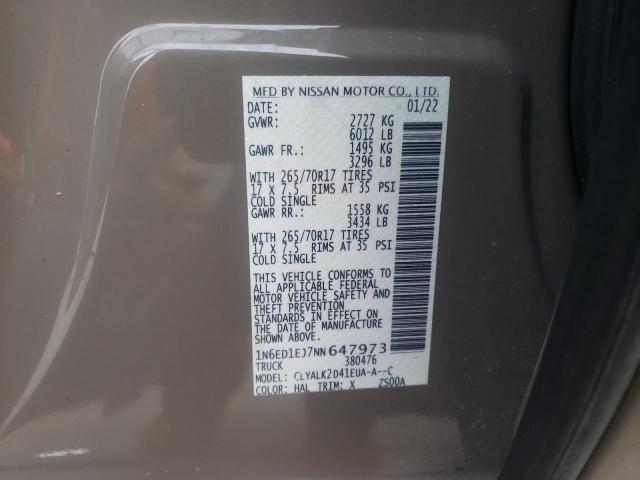 MFD BY NISSAN MOTOR CO., LTD.
DATE: 01/22
GVWR: 2727 KG
6012 LB
GAWR FR.: 1495 KG
3296 LB
WITH 265/70R17 TIRES
17 X 7.5 RIMS AT 35 PSI
COLD SINGLE
GAWR RR.: 1558 KG
3434 LB
WITH 265/70R17 TIRES
17 X 7.5 RIMS AT 35 PSI
COLD SINGLE
THIS VEHICLE CONFORMS TO
ALL APPLICABLE FEDERAL
MOTOR VEHICLE SAFETY AND
THEFT PREVENTION
STANDARDS IN EFFECT ON
THE DATE OF MANUFACTURE
1N6ED1EJ7NN647973
TRUCK 380476
MODEL: CLYALK2D41EUA-A--C
COLOR: HAL TRIM: X ZS00A